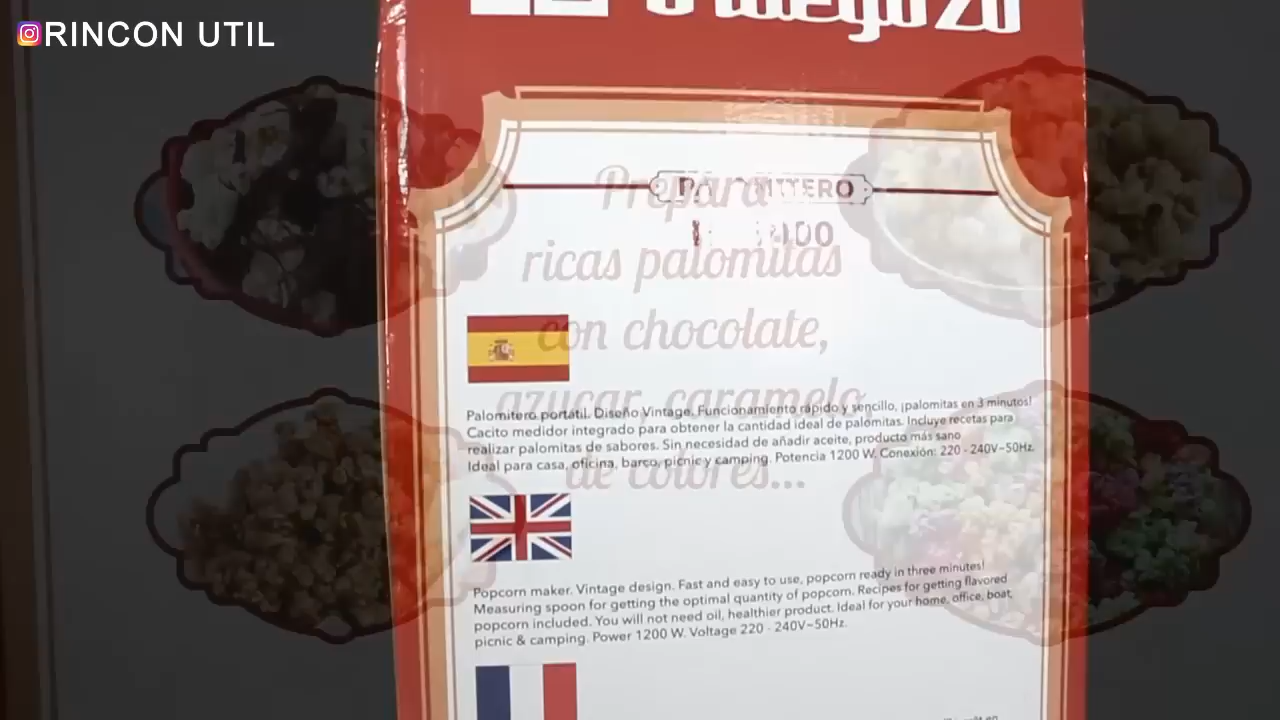 RINCON UTIL
Prepara
ricas palomitas
con chocolate,
azucar, caramelo,
de colores...
Palomitero portátil. Diseño Vintage. Funcionamiento rápido y sencillo, ¡palomitas en 3 minutos!
Cacito medidor integrado para obtener la cantidad ideal de palomitas. Incluye recetas para
realizar palomitas de sabores. Sin necesidad de añadir aceite, producto más sano
Ideal para casa, oficina, barco, picnic y camping. Potencia 1200 W. Conexión: 220 - 240V~50Hz.
Popcorn maker. Vintage design. Fast and easy to use, popcorn ready in three minutes!
Measuring spoon for getting the optimal quantity of popcorn. Recipes for getting flavored
popcorn included. You will not need oil, healthier product. Ideal for your home, office, boat,
picnic & camping. Power 1200 W. Voltage 220 - 240V~50Hz.